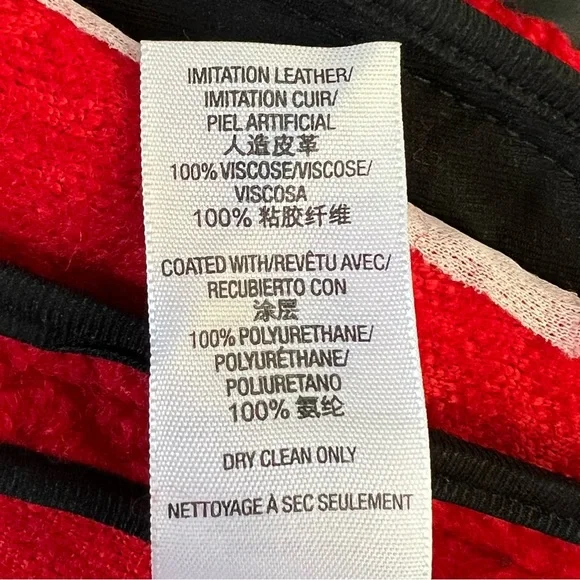 IMITATION LEATHER/
IMITATION CUIR/
PIEL ARTIFICIAL
人造皮革
100% VISCOSE/VISCOSE/
VISCOSA
100% 粘胶纤维
COATED WITH/REVÊTU AVEC/
RECUBIERTO CON
涂层
100% POLYURETHANE/
POLYURÉTHANE/
POLIURETANO
100% 氨纶
DRY CLEAN ONLY
NETTOYAGE À SEC SEULEMENT